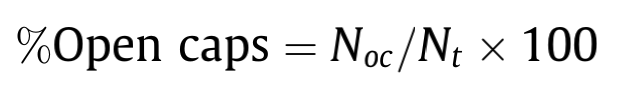 %Open caps = N_oc/N_t × 100